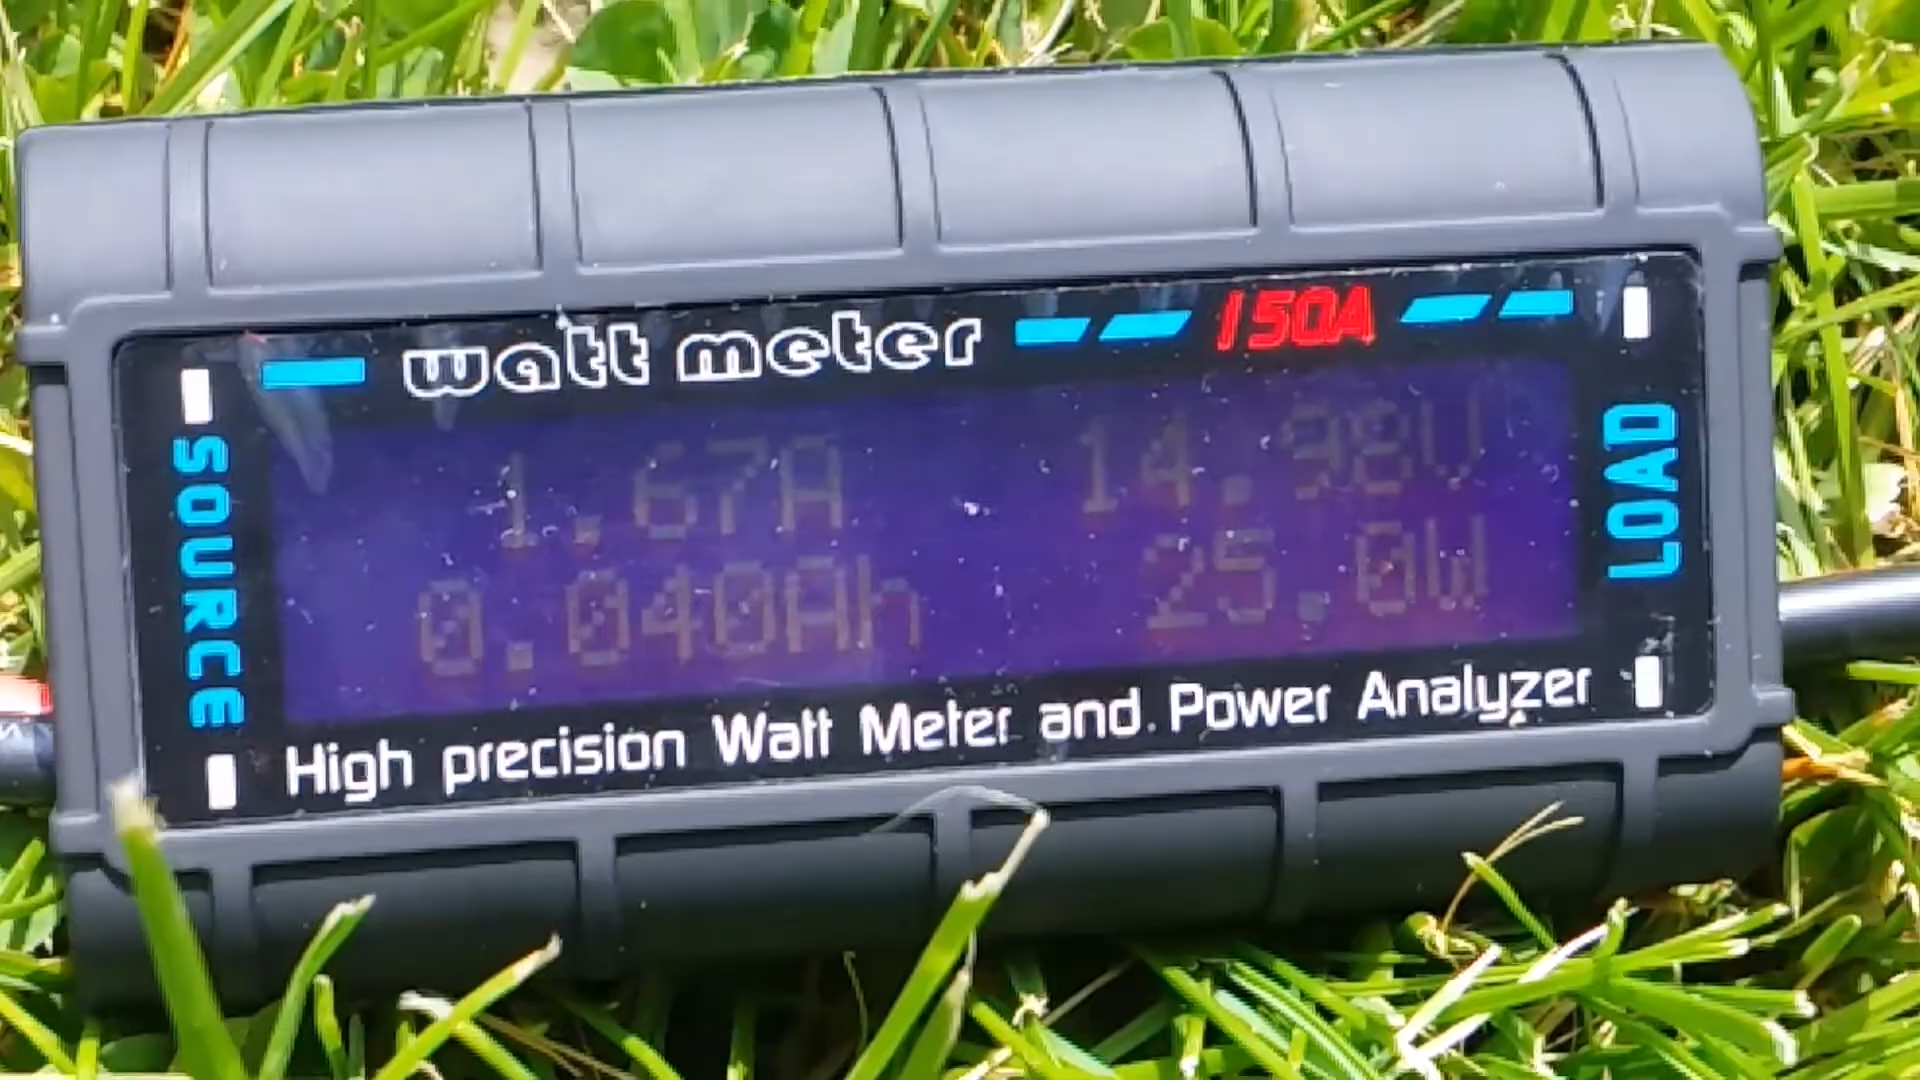 watt meter 150A
SOURCE
1.67A 14.98V
0.040Ah 25.0W
LOAD
High precision Watt Meter and Power Analyzer